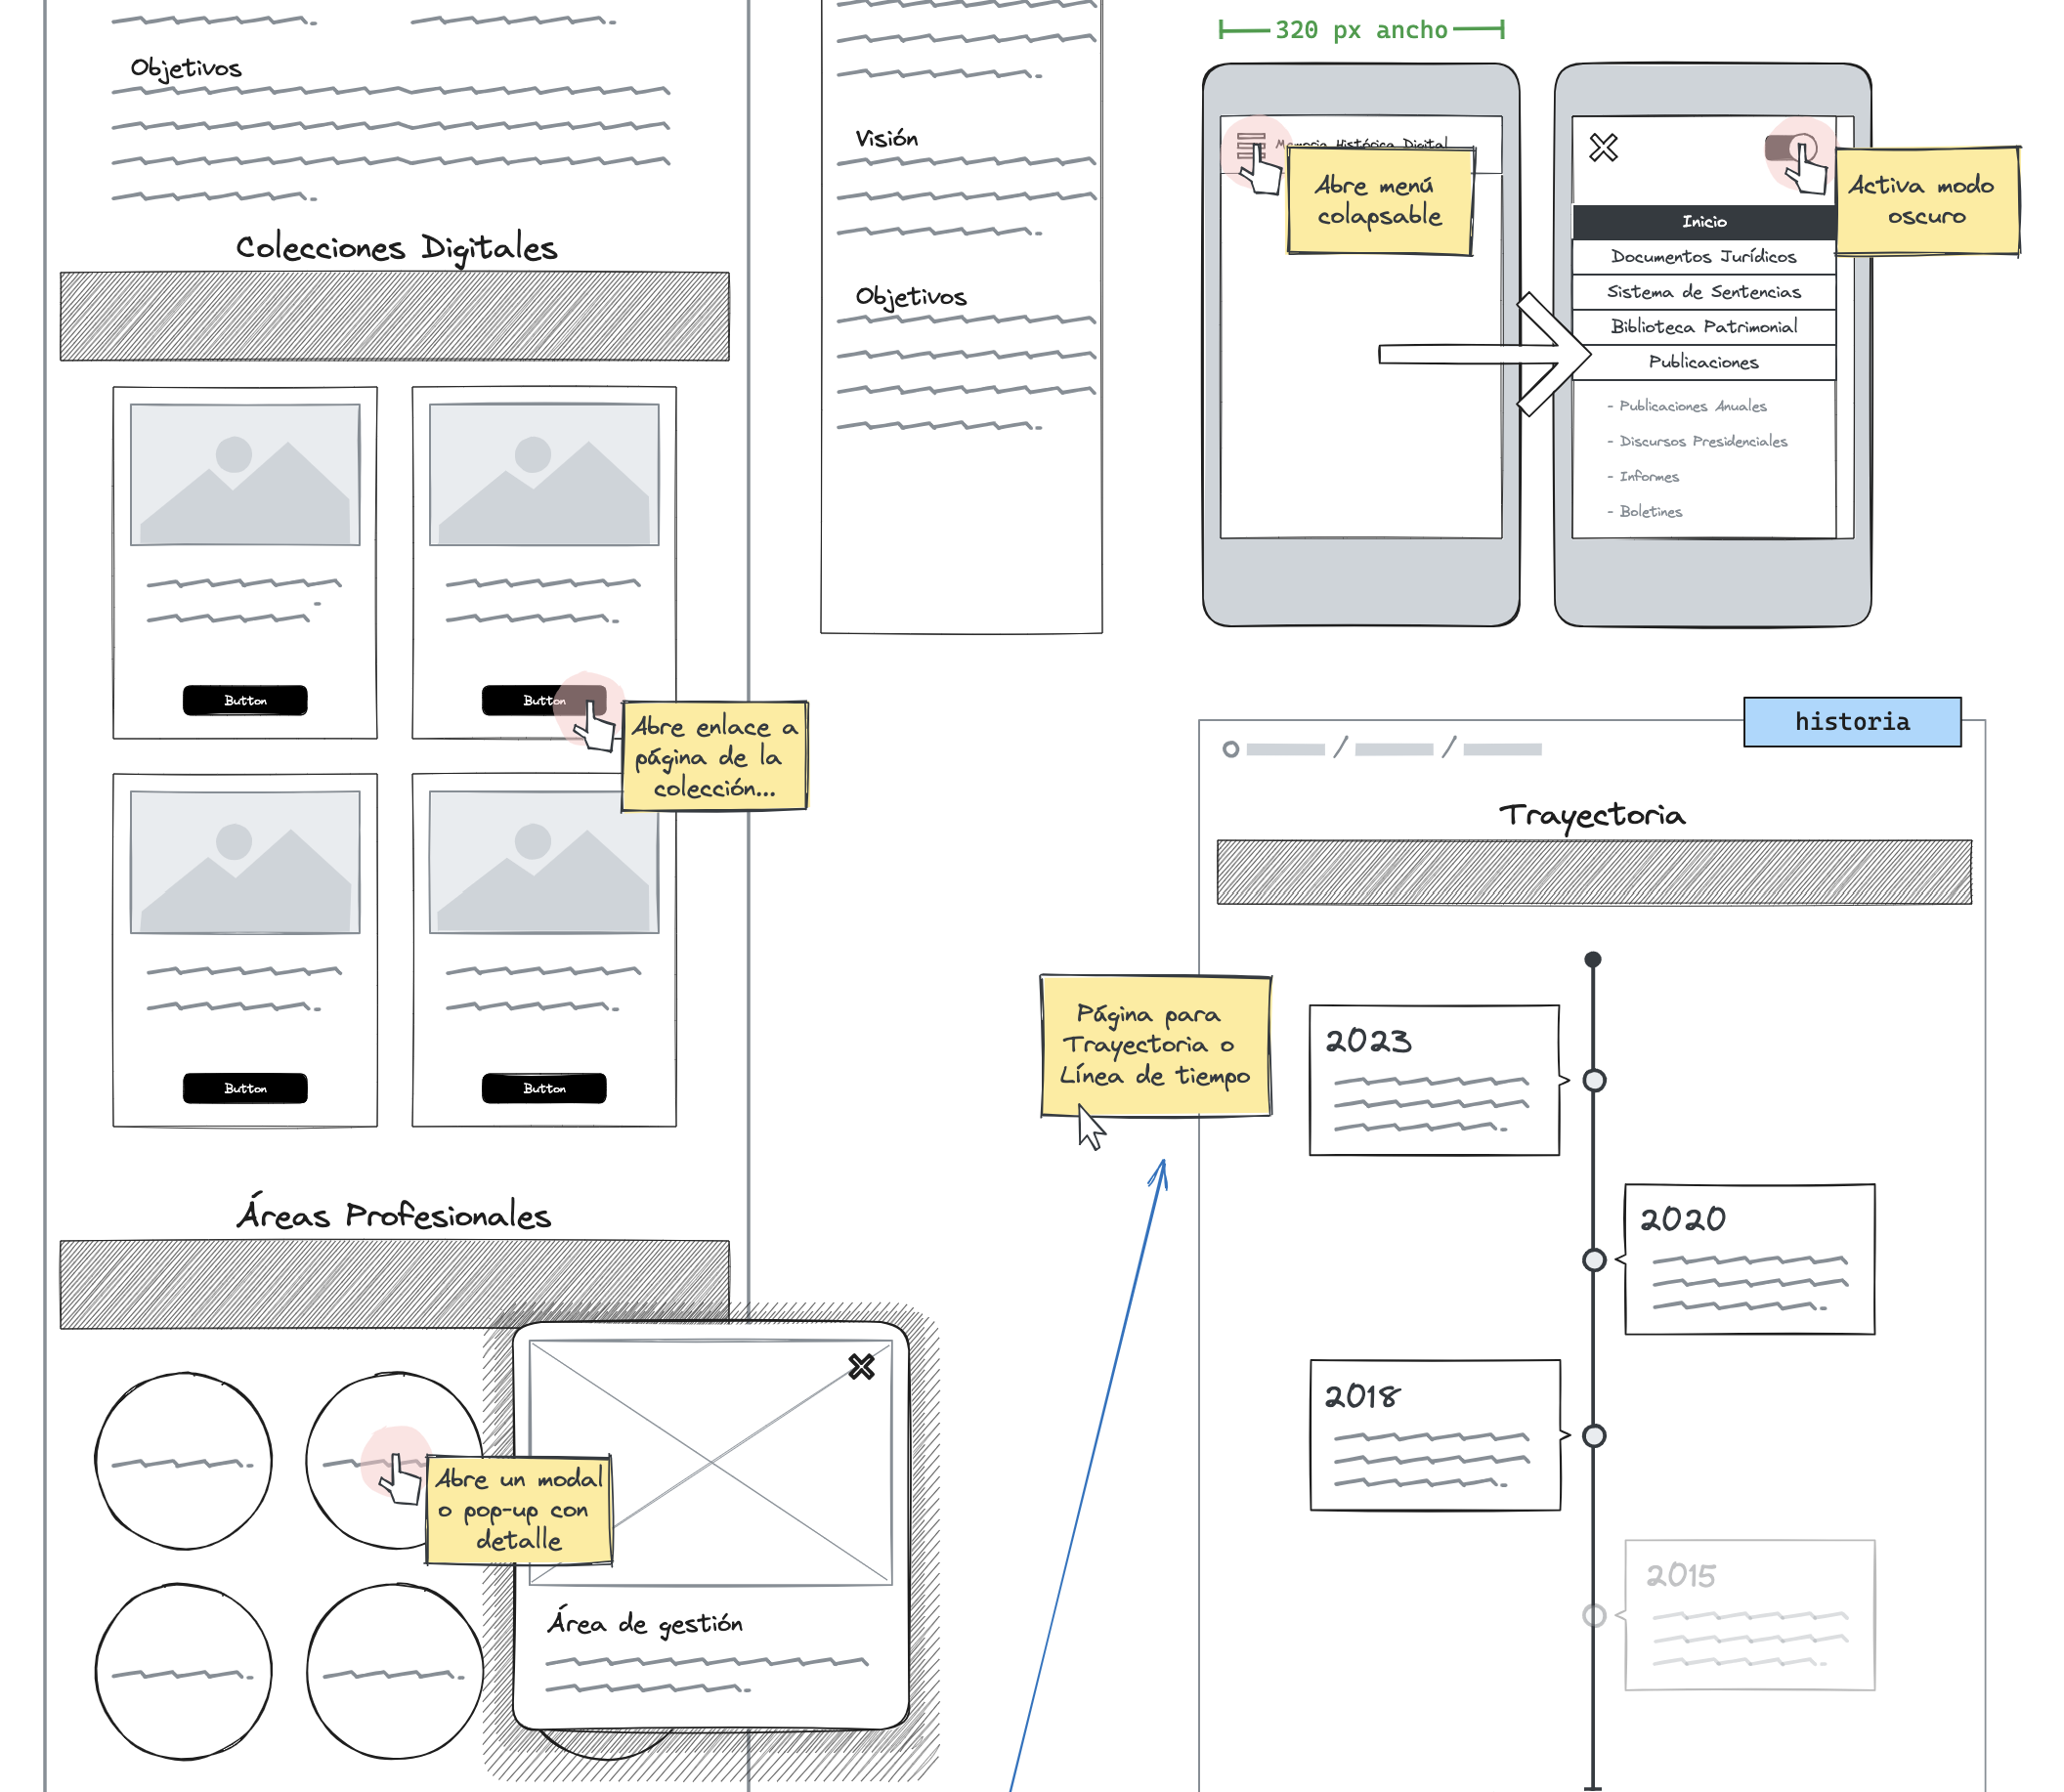 Objetivos
Colecciones Digitales
Button
Button
Abre enlace a
página de la
colección...
Button
Button
Áreas Profesionales
Abre un modal
o pop-up con
detalle
Área de gestión
Visión
Objetivos
320 px ancho
Memoria Histórica Digital
Abre menú
colapsable
Activa modo
oscuro
Inicio
Documentos Jurídicos
Sistema de Sentencias
Biblioteca Patrimonial
Publicaciones
- Publicaciones Anuales
- Discursos Presidenciales
- Informes
- Boletines
historia
Trayectoria
Página para
Trayectoria o
Línea de tiempo
2023
2020
2018
2015